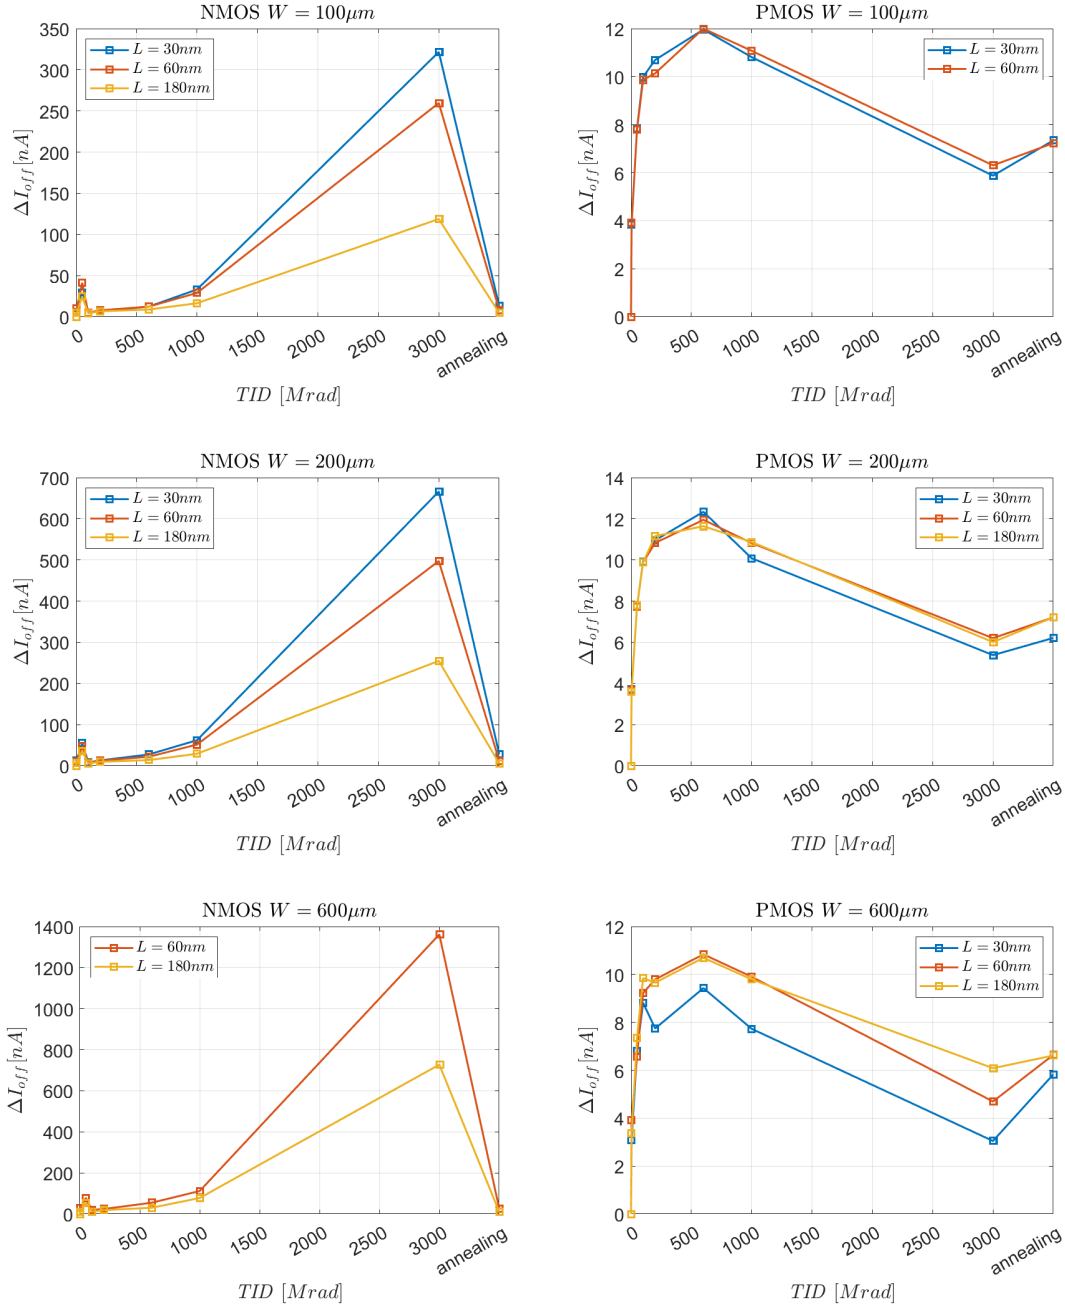 NMOS W = 100μm
350
300
250
200
150
100
50
0
ΔI_off[nA]
L = 30nm
L = 60nm
L = 180nm
0 500 1000 1500 2000 2500 3000 annealing
TID [Mrad]
PMOS W = 100μm
12
10
8
6
4
2
0
ΔI_off[nA]
L = 30nm
L = 60nm
0 500 1000 1500 2000 2500 3000 annealing
TID [Mrad]
NMOS W = 200μm
700
600
500
400
300
200
100
0
ΔI_off[nA]
L = 30nm
L = 60nm
L = 180nm
0 500 1000 1500 2000 2500 3000 annealing
TID [Mrad]
PMOS W = 200μm
14
12
10
8
6
4
2
0
ΔI_off[nA]
L = 30nm
L = 60nm
L = 180nm
0 500 1000 1500 2000 2500 3000 annealing
TID [Mrad]
NMOS W = 600μm
1400
1200
1000
800
600
400
200
0
ΔI_off[nA]
L = 60nm
L = 180nm
0 500 1000 1500 2000 2500 3000 annealing
TID [Mrad]
PMOS W = 600μm
12
10
8
6
4
2
0
ΔI_off[nA]
L = 30nm
L = 60nm
L = 180nm
0 500 1000 1500 2000 2500 3000 annealing
TID [Mrad]